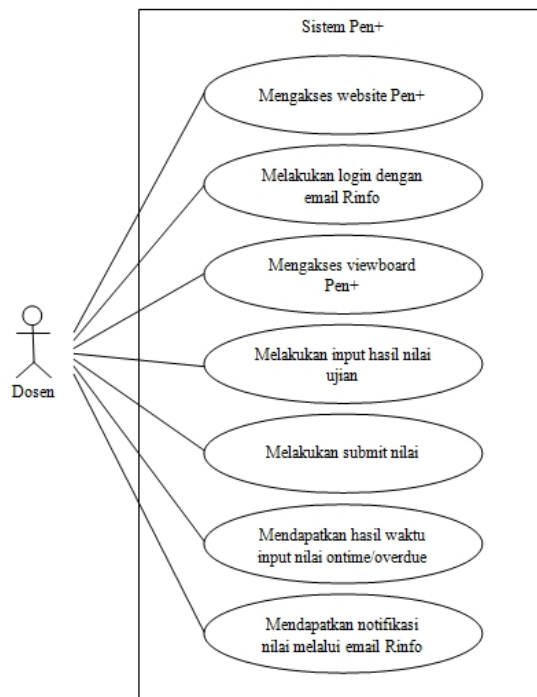 Sistem Pen+
Mengakses website Pen+
Melakukan login dengan
email Rinfo
Mengakses viewboard
Pen+
Melakukan input hasil nilai
ujian
Dosen
Melakukan submit nilai
Mendapatkan hasil waktu
input nilai ontime/overdue
Mendapatkan notifikasi
nilai melalui email Rinfo